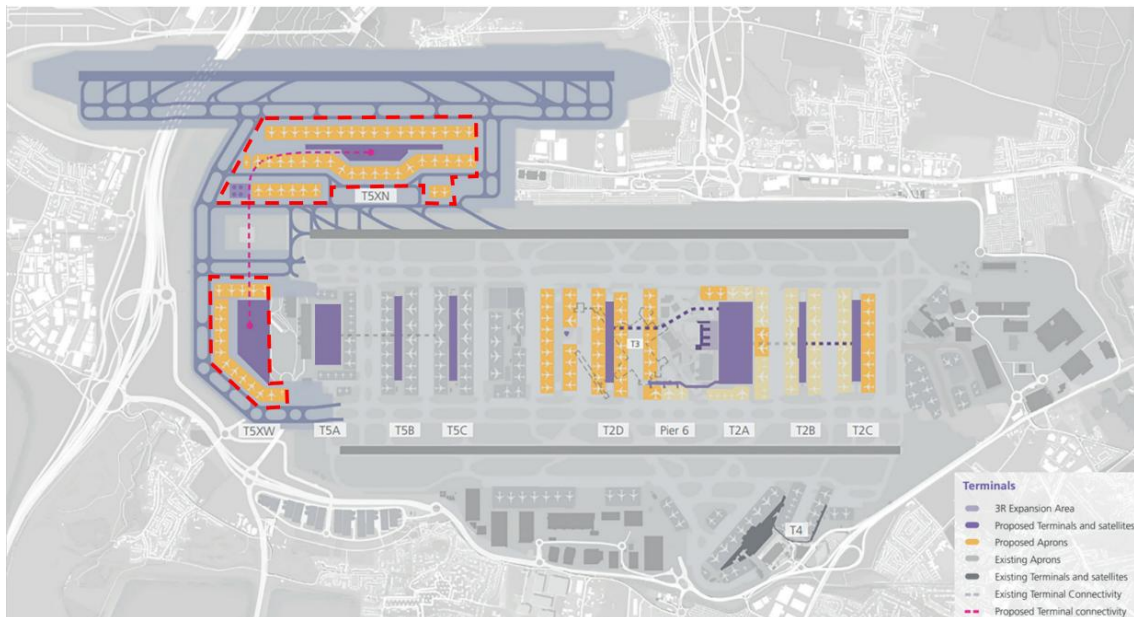 T5XN
T3
T5XW
T5A
T5B
T5C
T2D
Pier 6
T2A
T2B
T2C
T4
Terminals
3R Expansion Area
Proposed Terminals and satellites
Proposed Aprons
Existing Aprons
Existing Terminals and satellites
Existing Terminal Connectivity
Proposed Terminal connectivity